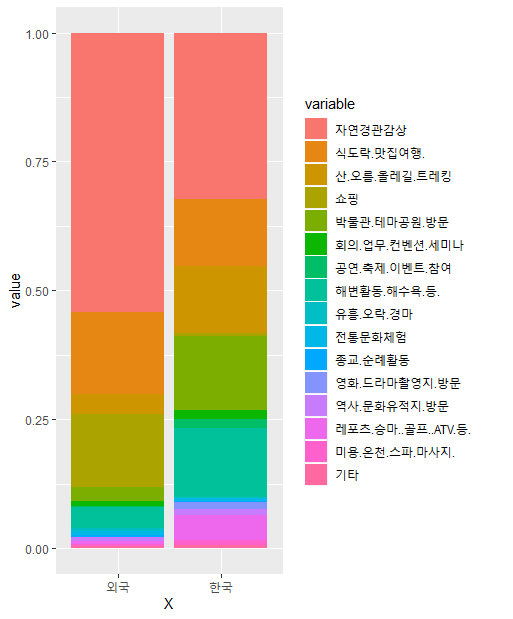 variable
자연경관감상
식도락.맛집여행.
산.오름.올레길.트레킹
쇼핑
박물관.테마공원.방문
회의.업무.컨벤션.세미나
공연.축제.이벤트.참여
해변활동.해수욕.등.
유흥.오락.경마
전통문화체험
종교.순례활동
영화.드라마촬영지.방문
역사.문화유적지.방문
레포츠.승마..골프..ATV.등.
미용.온천.스파.마사지.
기타
value
1.00
0.75
0.50
0.25
0.00
외국
한국
X